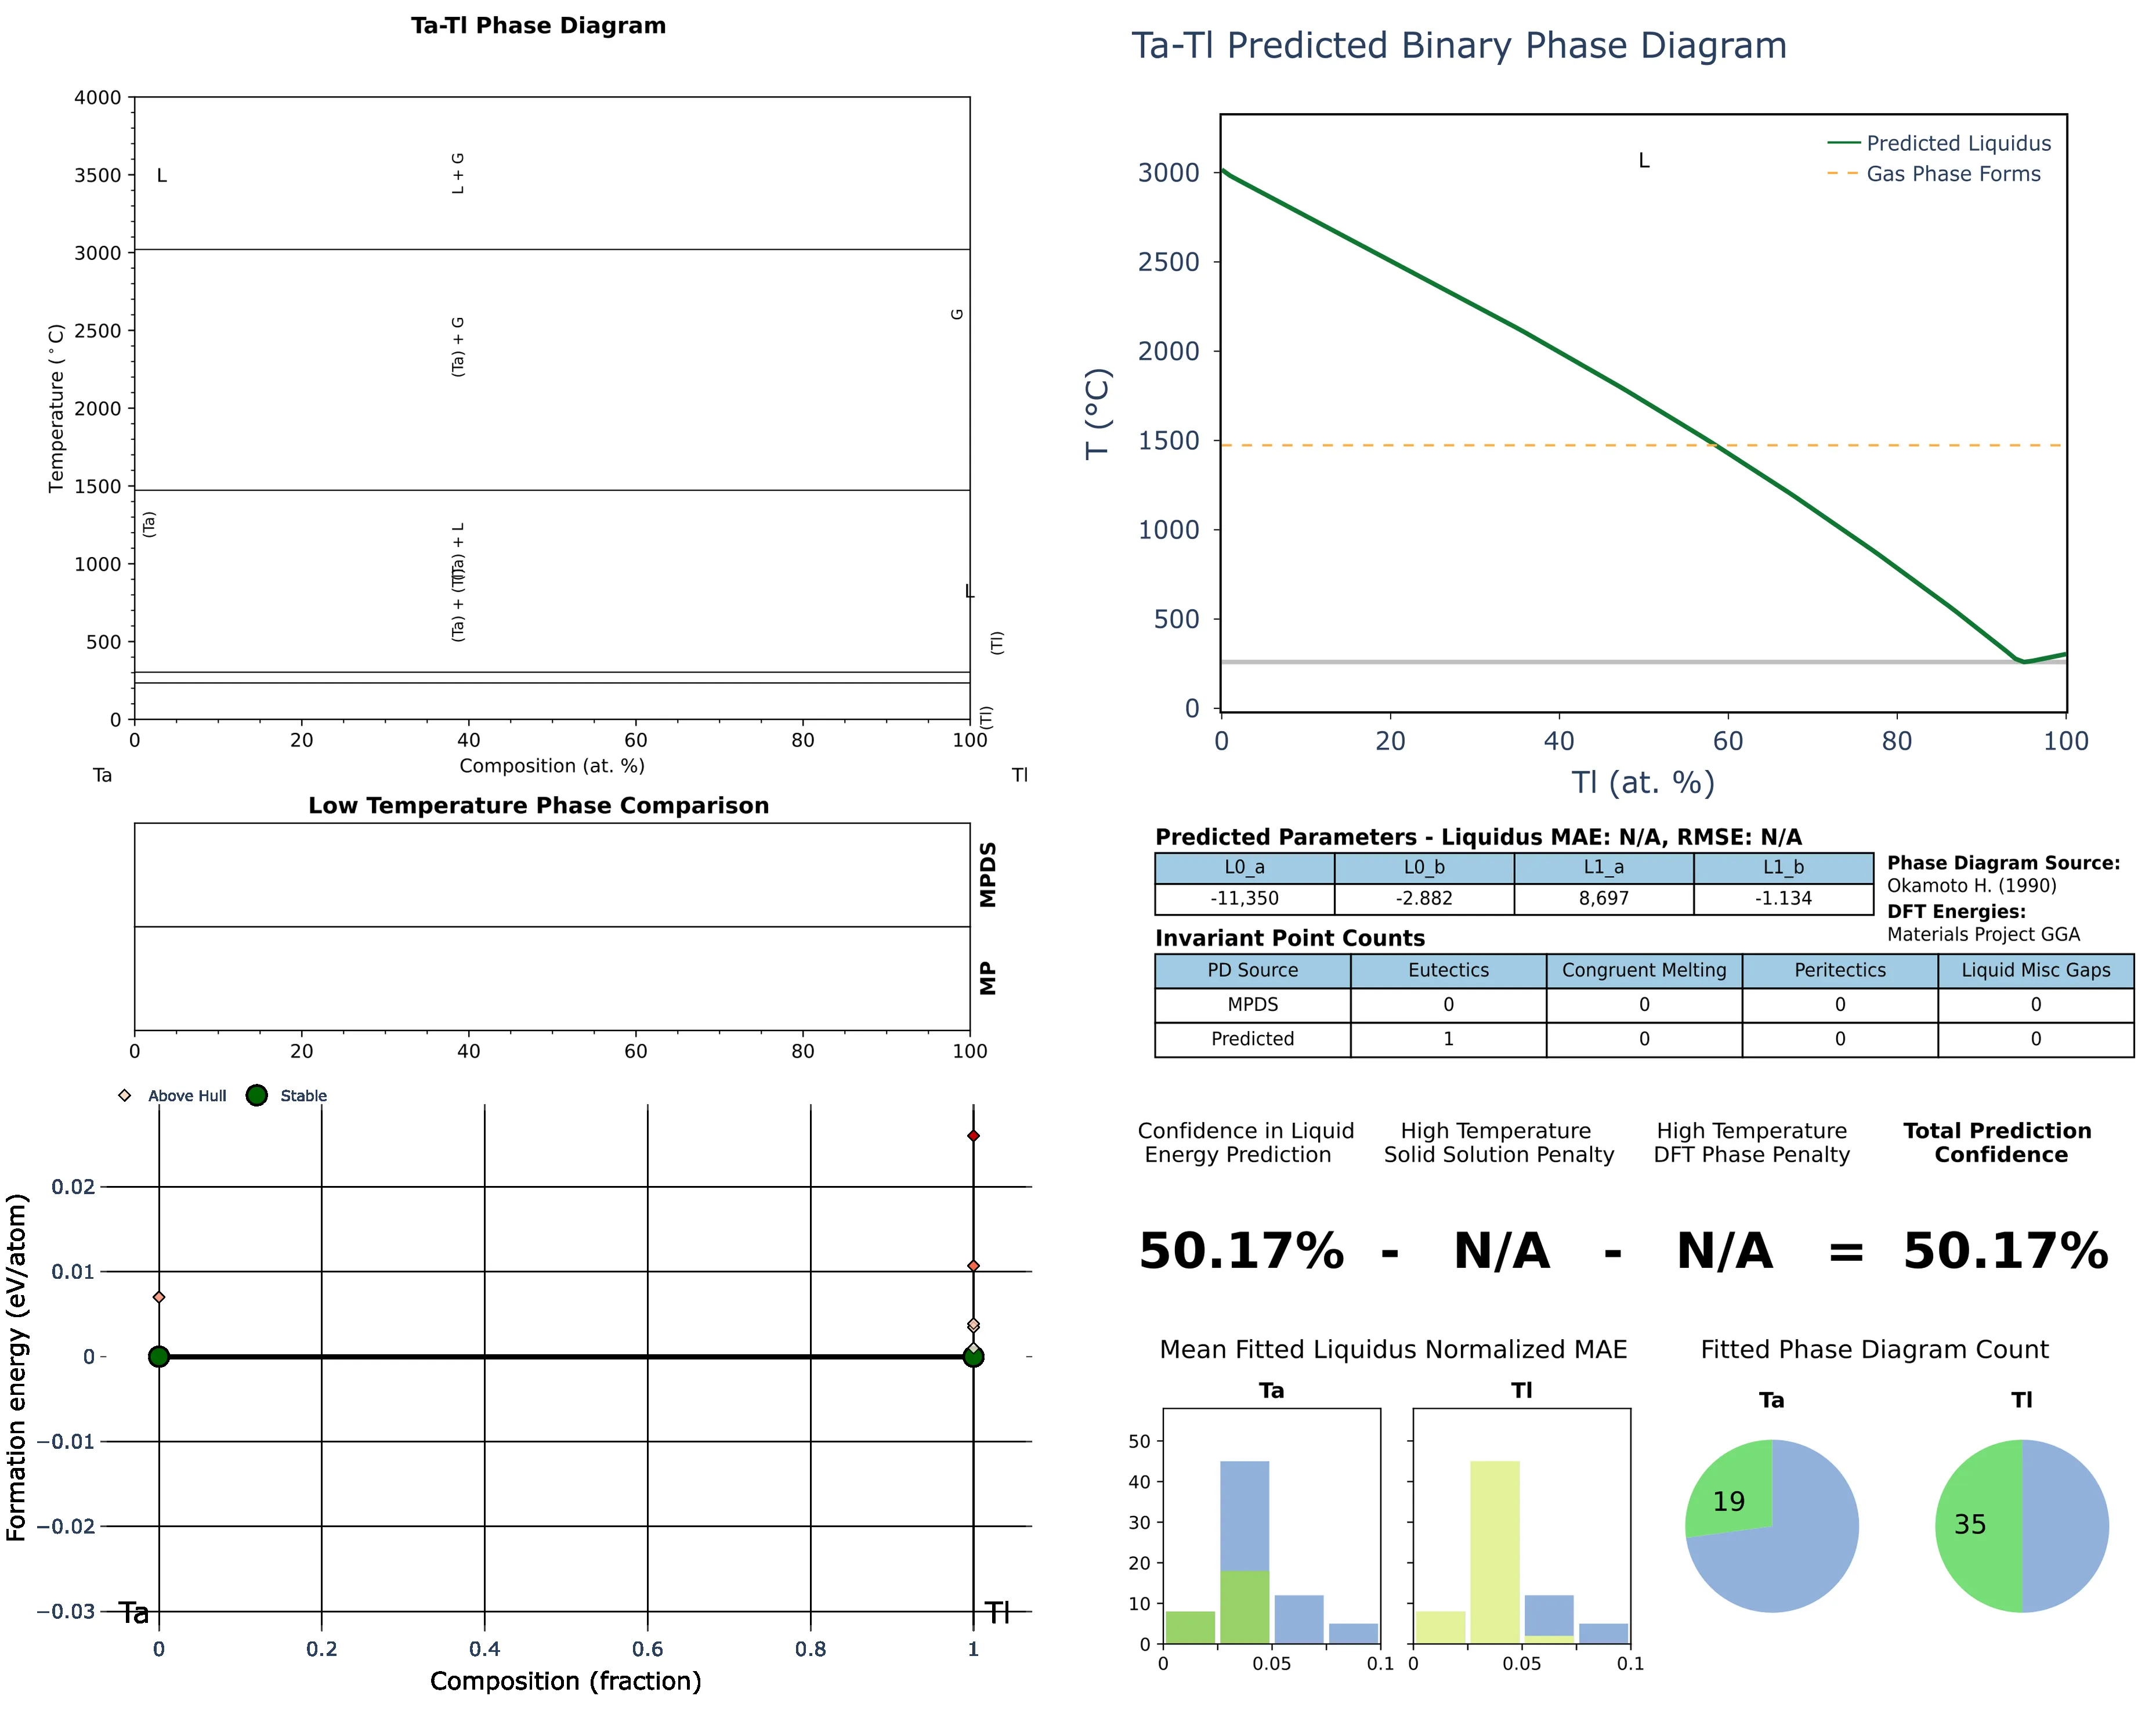 Ta-Tl Phase Diagram
4000
3500
3000
2500
2000
1500
1000
500
0
Temperature (°C)
L
L + G
(Ta) + G
G
(Ta)
(Ta) + L
(Ta) + (Tl)
L
(Tl)
(Tl)
0 20 40 60 80 100
Composition (at. %)
Ta Tl
Low Temperature Phase Comparison
MPDS
MP
0 20 40 60 80 100
Above Hull Stable
Formation energy (eV/atom)
0.02
0.01
0
−0.01
−0.02
−0.03
Ta Tl
0 0.2 0.4 0.6 0.8 1
Composition (fraction)
Ta-Tl Predicted Binary Phase Diagram
L
Predicted Liquidus
Gas Phase Forms
T (°C)
3000
2500
2000
1500
1000
500
0
0 20 40 60 80 100
Tl (at. %)
Predicted Parameters - Liquidus MAE: N/A, RMSE: N/A
L0_a L0_b L1_a L1_b
-11,350 -2.882 8,697 -1.134
Phase Diagram Source:
Okamoto H. (1990)
DFT Energies:
Materials Project GGA
Invariant Point Counts
PD Source Eutectics Congruent Melting Peritectics Liquid Misc Gaps
MPDS 0 0 0 0
Predicted 1 0 0 0
Confidence in Liquid
Energy Prediction
High Temperature
Solid Solution Penalty
High Temperature
DFT Phase Penalty
Total Prediction
Confidence
50.17% - N/A - N/A = 50.17%
Mean Fitted Liquidus Normalized MAE
Ta Tl
50
40
30
20
10
0
0 0.05 0.1 0 0.05 0.1
Fitted Phase Diagram Count
Ta Tl
19 35